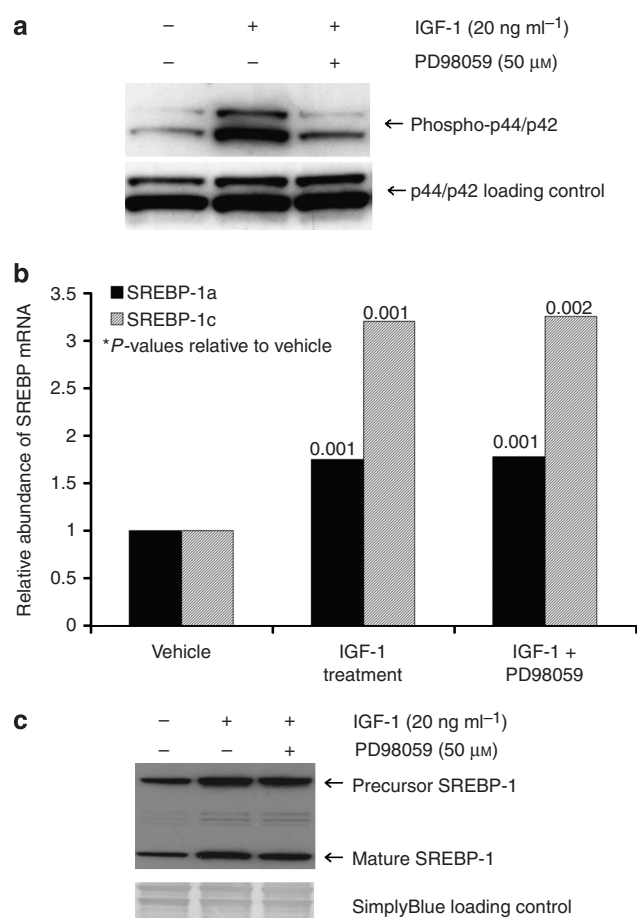 a
– + + IGF-1 (20 ng ml⁻¹)
– – + PD98059 (50 μM)
← Phospho-p44/p42
← p44/p42 loading control
b
SREBP-1a
SREBP-1c
*P-values relative to vehicle
Relative abundance of SREBP mRNA
3.5
3
2.5
2
1.5
1
0.5
0
0.001
0.001
0.001
0.002
Vehicle
IGF-1
treatment
IGF-1 +
PD98059
c
– + + IGF-1 (20 ng ml⁻¹)
– – + PD98059 (50 μM)
← Precursor SREBP-1
← Mature SREBP-1
SimplyBlue loading control